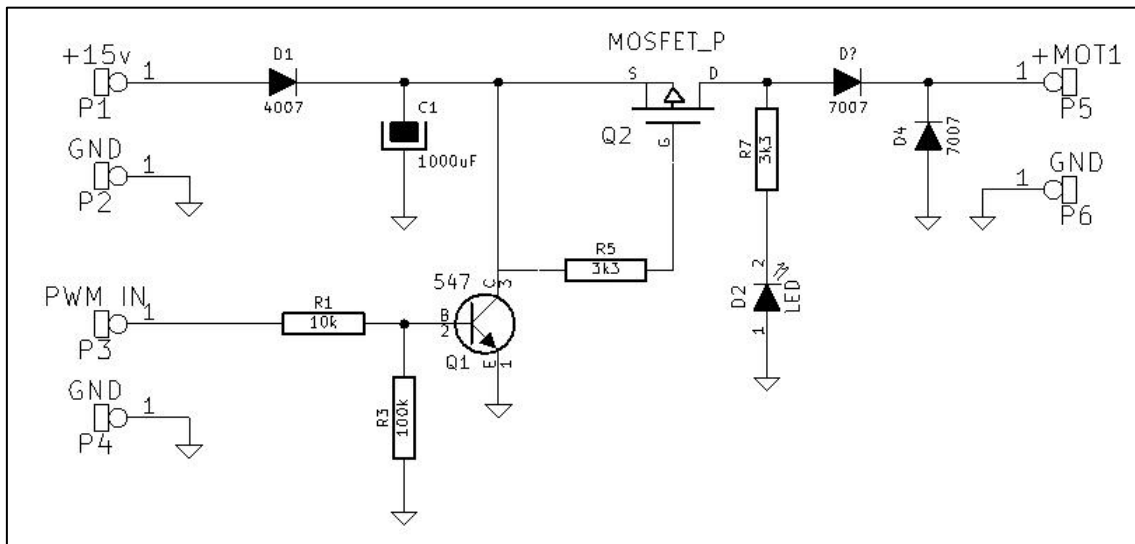 MOSFET_P
+15v
1
P1
D1
4007
C1
1000uF
S
D
G
Q2
D?
7007
+MOT1
1
P5
R7
3k3
D4
7007
GND
1
P2
GND
1
P6
R5
3k3
547
C
3
B
2
E
1
Q1
2
D2
LED
1
PWM IN
1
P3
R1
10k
GND
1
P4
R3
100k